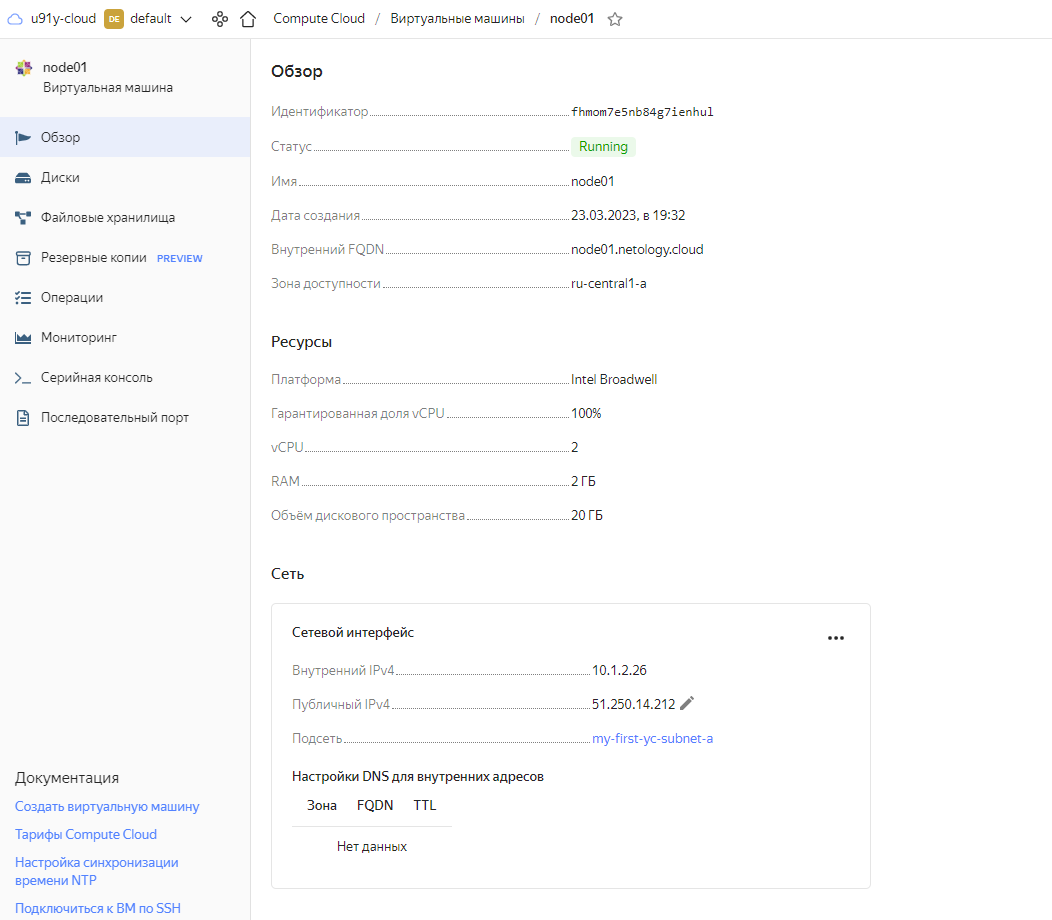 u91y-cloud DE default Compute Cloud / Виртуальные машины / node01
node01
Виртуальная машина
Обзор
Диски
Файловые хранилища
Резервные копии PREVIEW
Операции
Мониторинг
Серийная консоль
Последовательный порт
Документация
Создать виртуальную машину
Тарифы Compute Cloud
Настройка синхронизации
времени NTP
Подключиться к ВМ по SSH
Обзор
Идентификатор fhmom7e5nb84g7ienhul
Статус Running
Имя node01
Дата создания 23.03.2023, в 19:32
Внутренний FQDN node01.netology.cloud
Зона доступности ru-central1-a
Ресурсы
Платформа Intel Broadwell
Гарантированная доля vCPU 100%
vCPU 2
RAM 2 ГБ
Объём дискового пространства 20 ГБ
Сеть
Сетевой интерфейс
Внутренний IPv4 10.1.2.26
Публичный IPv4 51.250.14.212
Подсеть my-first-yc-subnet-a
Настройки DNS для внутренних адресов
Зона FQDN TTL
Нет данных